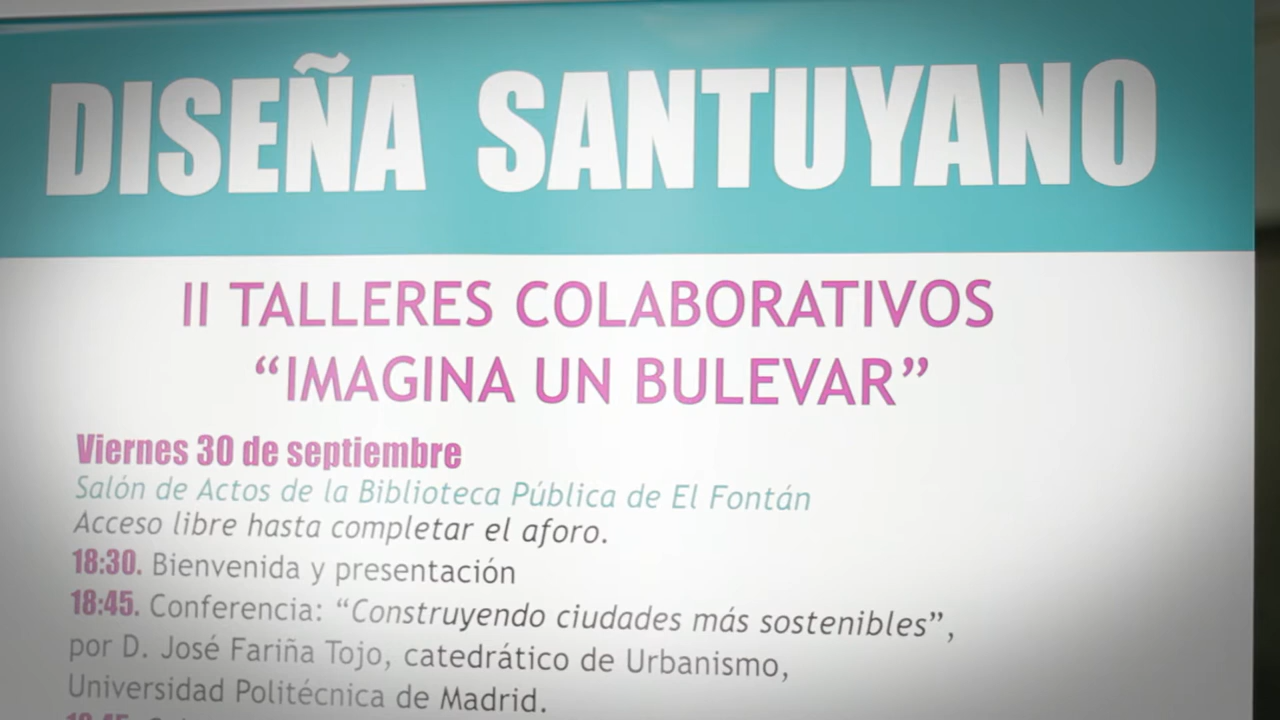 DISEÑA SANTUYANO
II TALLERES COLABORATIVOS
“IMAGINA UN BULEVAR”
Viernes 30 de septiembre
Salón de Actos de la Biblioteca Pública de El Fontán
Acceso libre hasta completar el aforo.
18:30. Bienvenida y presentación
18:45. Conferencia: “Construyendo ciudades más sostenibles”,
por D. José Fariña Tojo, catedrático de Urbanismo,
Universidad Politécnica de Madrid.